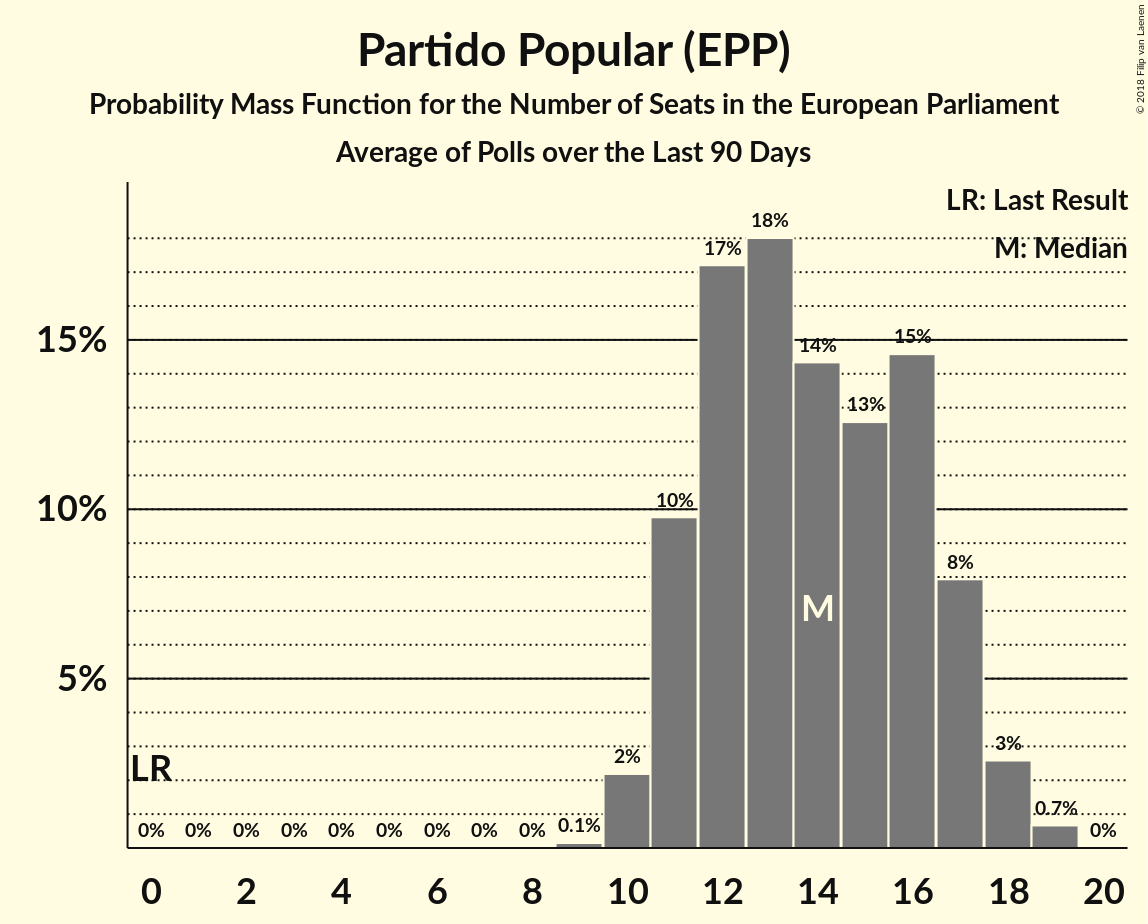 Partido Popular (EPP)
Probability Mass Function for the Number of Seats in the European Parliament
Average of Polls over the Last 90 Days
© 2018 Filip van Laenen
LR: Last Result
M: Median
18%
17%
15%
15%
14%
13%
10%
10%
8%
M
5%
3%
2%
LR
0.7%
0.1%
0% 0% 0% 0% 0% 0% 0% 0% 0% 0%
0 2 4 6 8 10 12 14 16 18 20